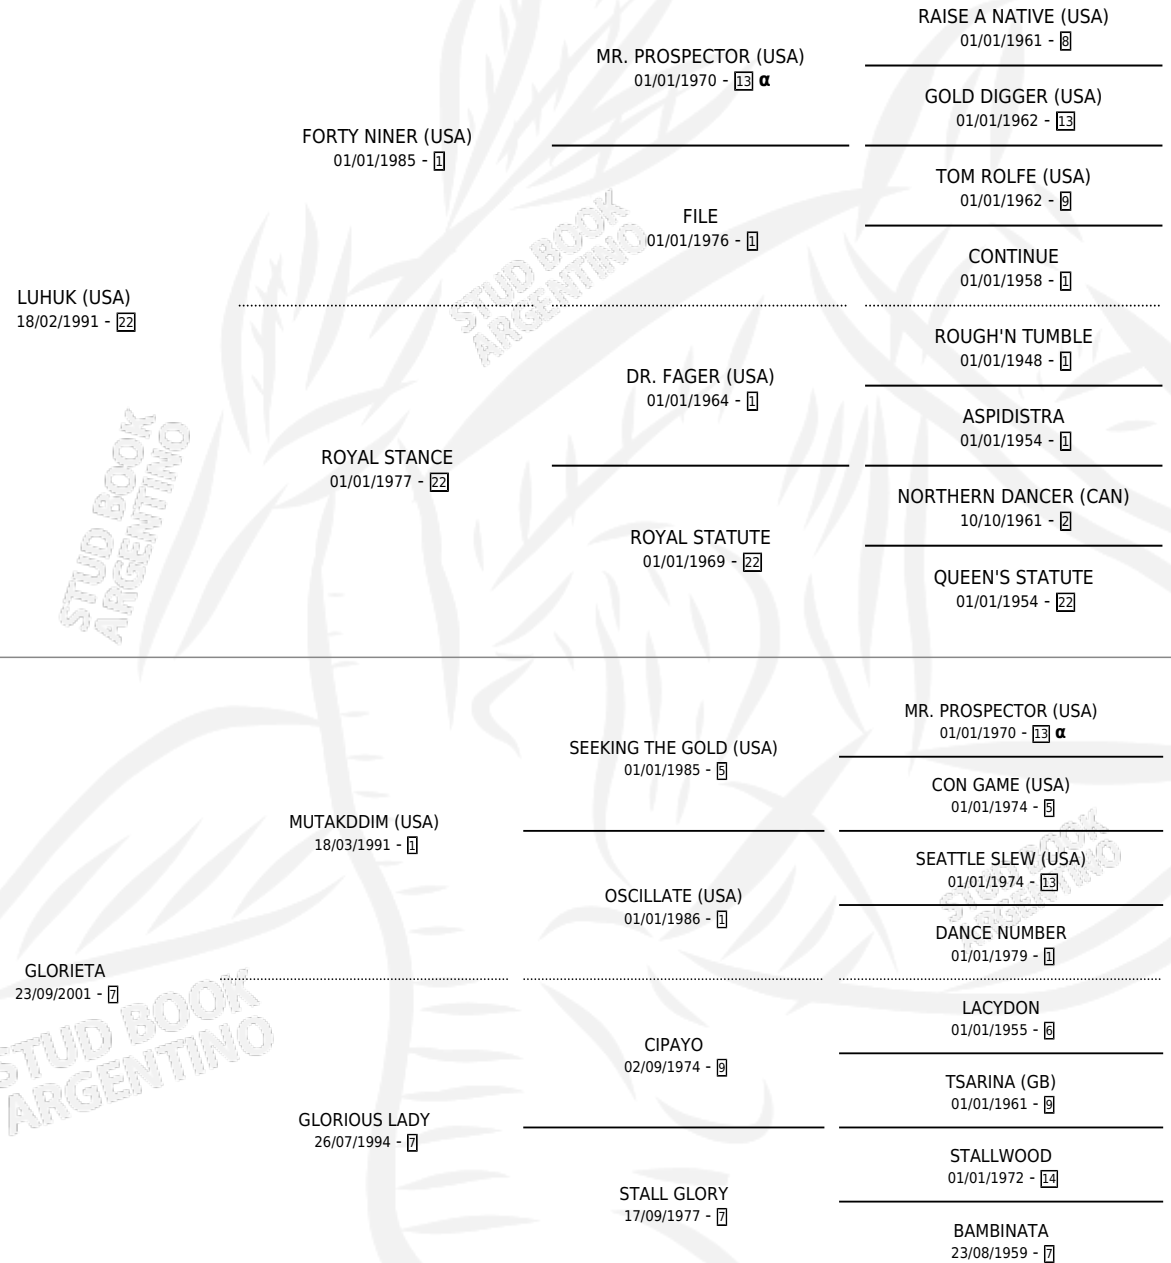 RAISE A NATIVE (USA)
01/01/1961 - 8
MR. PROSPECTOR (USA)
01/01/1970 - 13 α
GOLD DIGGER (USA)
01/01/1962 - 13
FORTY NINER (USA)
01/01/1985 - 1
TOM ROLFE (USA)
01/01/1962 - 9
FILE
01/01/1976 - 1
CONTINUE
01/01/1958 - 1
LUHUK (USA)
18/02/1991 - 22
ROUGH'N TUMBLE
01/01/1948 - 1
DR. FAGER (USA)
01/01/1964 - 1
ASPIDISTRA
01/01/1954 - 1
ROYAL STANCE
01/01/1977 - 22
NORTHERN DANCER (CAN)
10/10/1961 - 2
ROYAL STATUTE
01/01/1969 - 22
QUEEN'S STATUTE
01/01/1954 - 22
MR. PROSPECTOR (USA)
01/01/1970 - 13 α
SEEKING THE GOLD (USA)
01/01/1985 - 5
CON GAME (USA)
01/01/1974 - 5
MUTAKDDIM (USA)
18/03/1991 - 1
SEATTLE SLEW (USA)
01/01/1974 - 13
OSCILLATE (USA)
01/01/1986 - 1
DANCE NUMBER
01/01/1979 - 1
GLORIETA
23/09/2001 - 7
LACYDON
01/01/1955 - 6
CIPAYO
02/09/1974 - 9
TSARINA (GB)
01/01/1961 - 9
GLORIOUS LADY
26/07/1994 - 7
STALLWOOD
01/01/1972 - 14
STALL GLORY
17/09/1977 - 7
BAMBINATA
23/08/1959 - 7
STUD BOOK
ARGENTINO
STUD BOOK
ARGENTINO
STUD BOOK
ARGENTINO
STUD BOOK
ARGENTINO